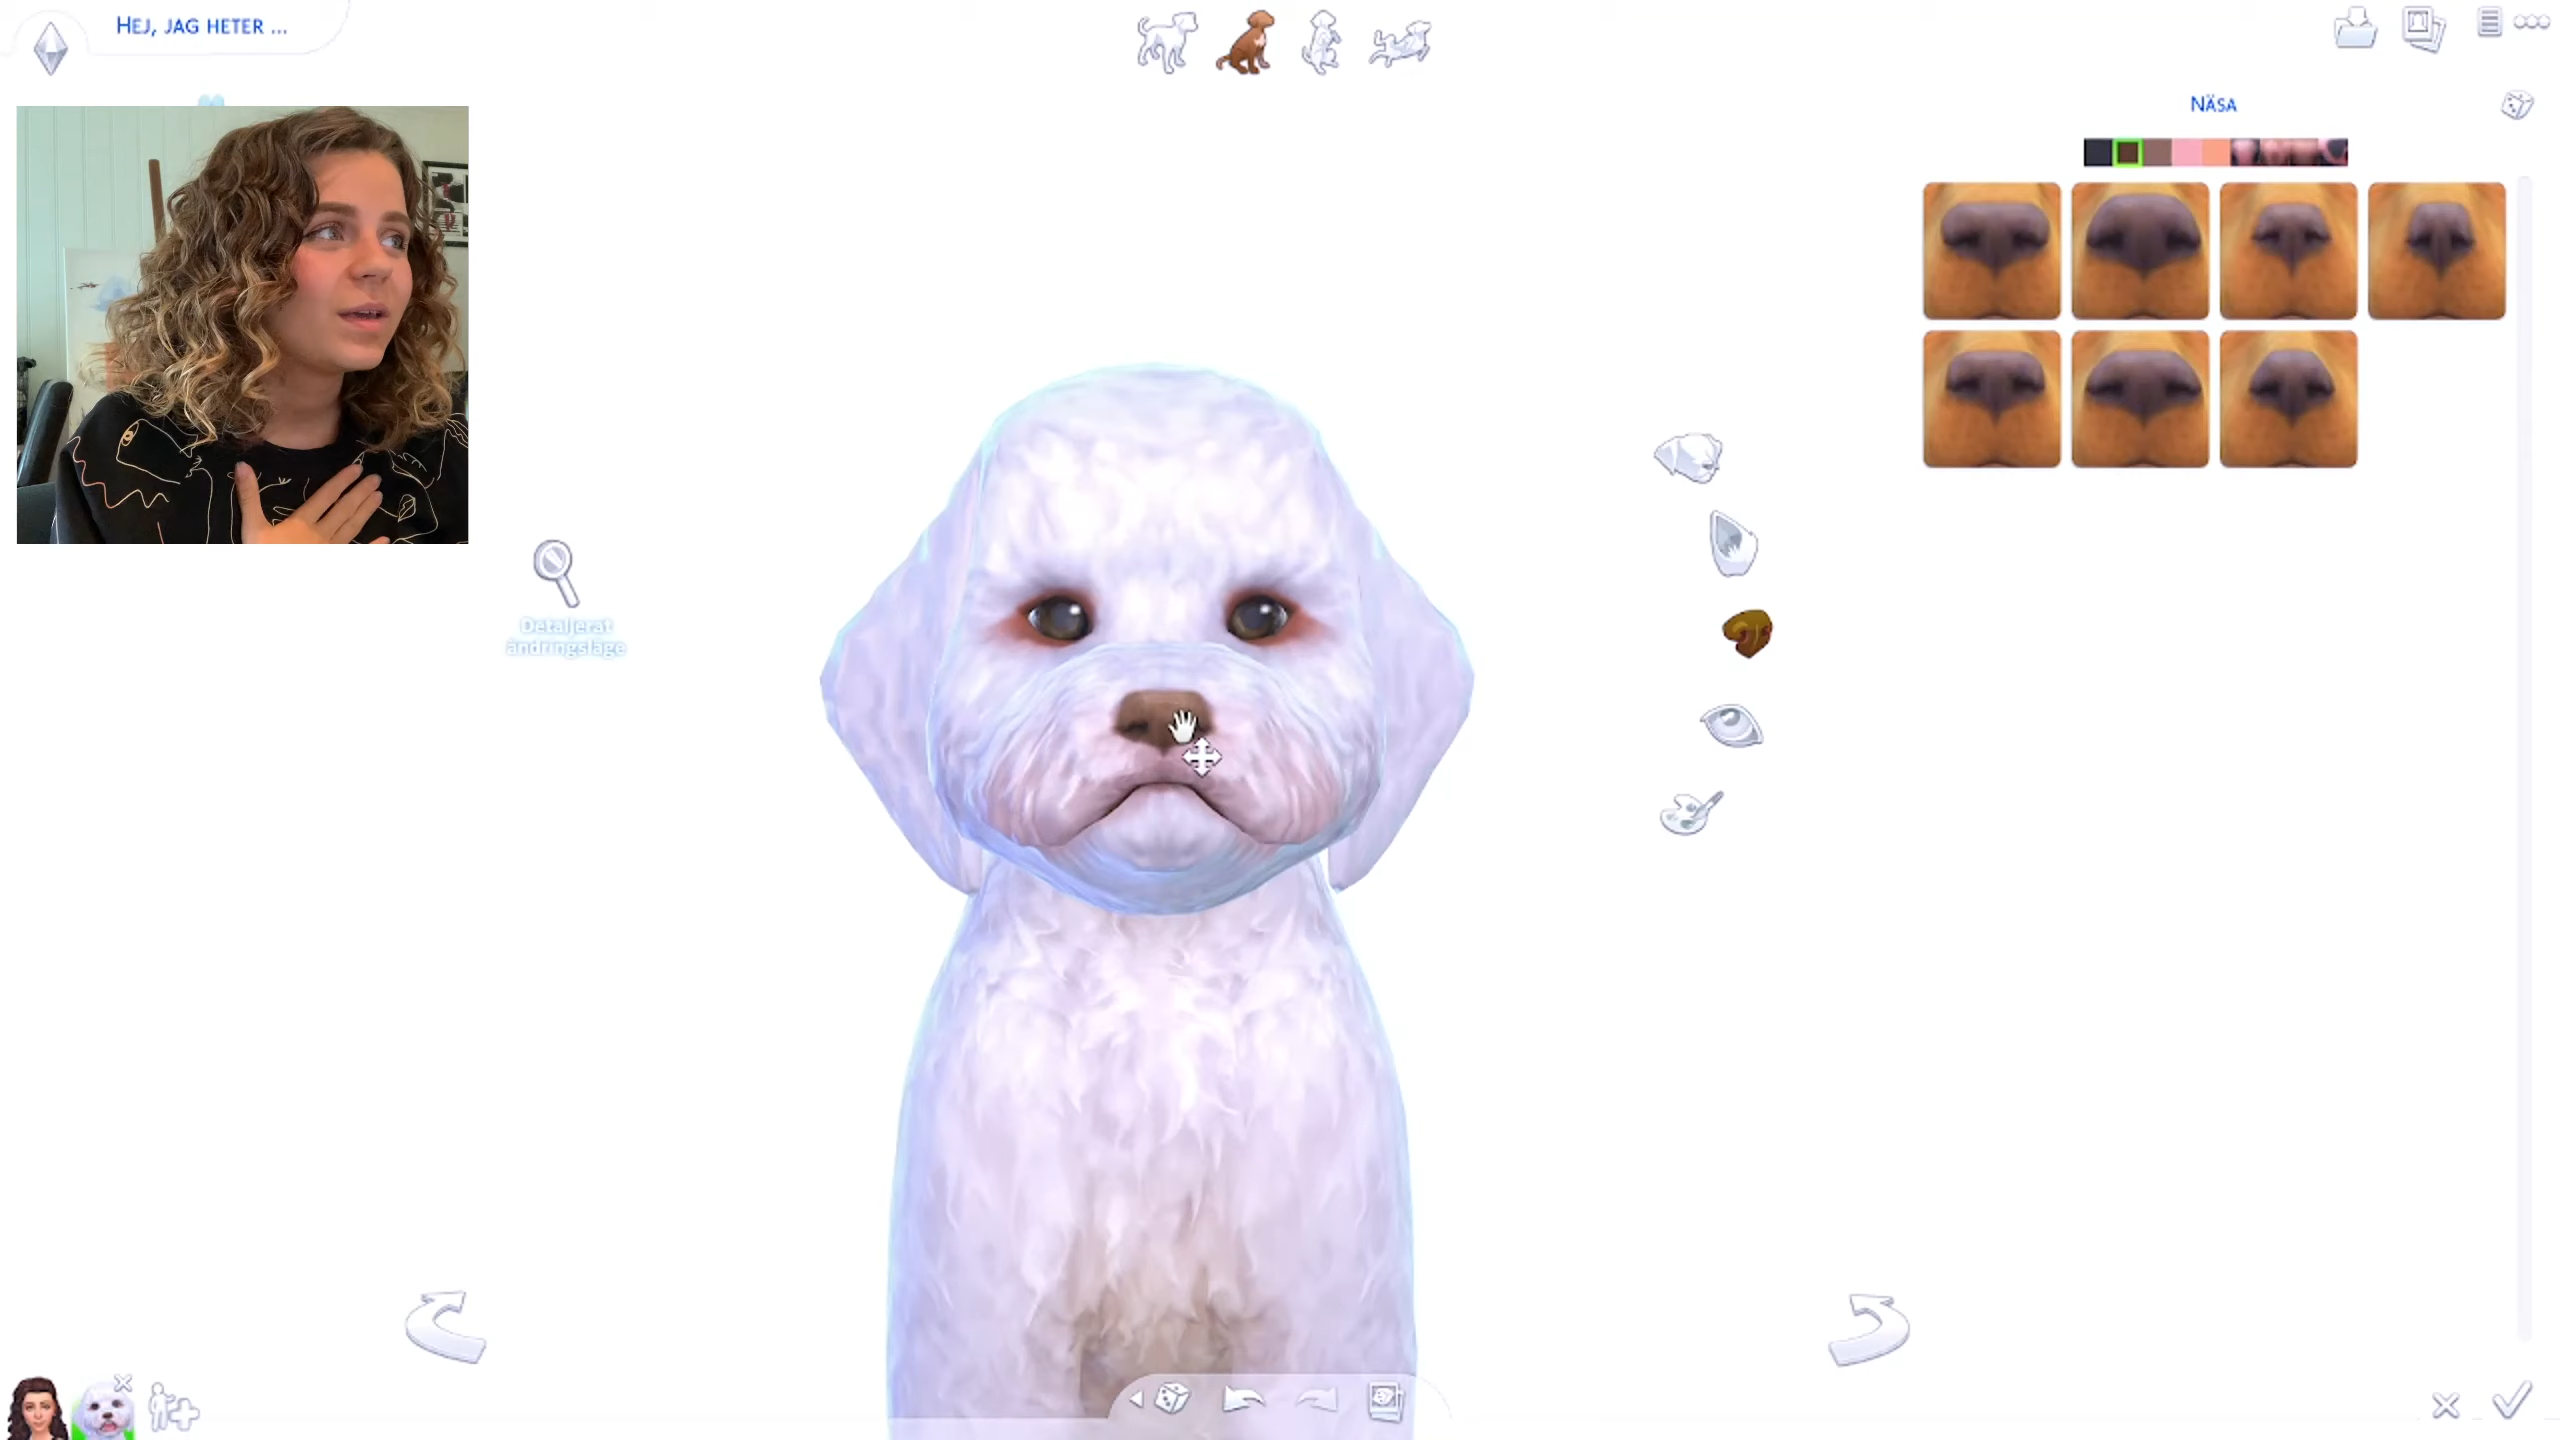 HEJ, JAG HETER ...
NÄSA
Detaljerat
ändringsläge